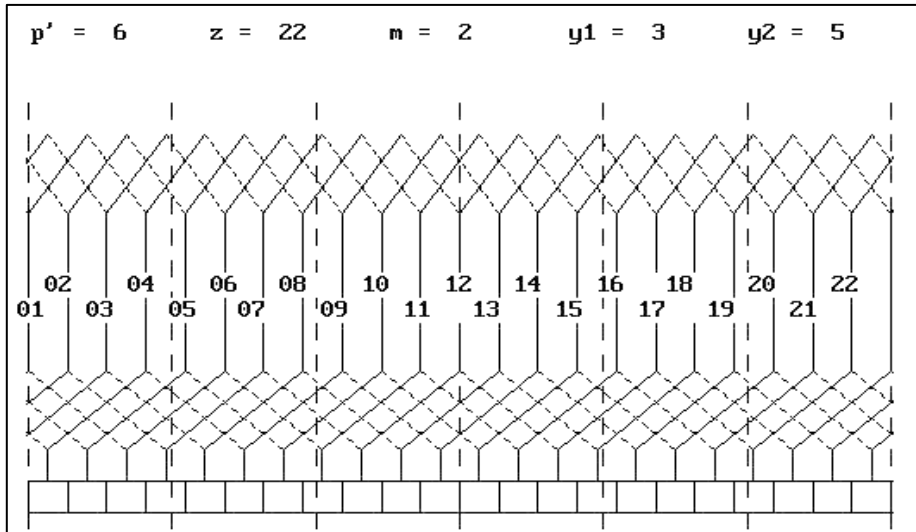 p' = 6 z = 22 m = 2 y1 = 3 y2 = 5
02 04 06 08 10 12 14 16 18 20 22
01 03 05 07 09 11 13 15 17 19 21